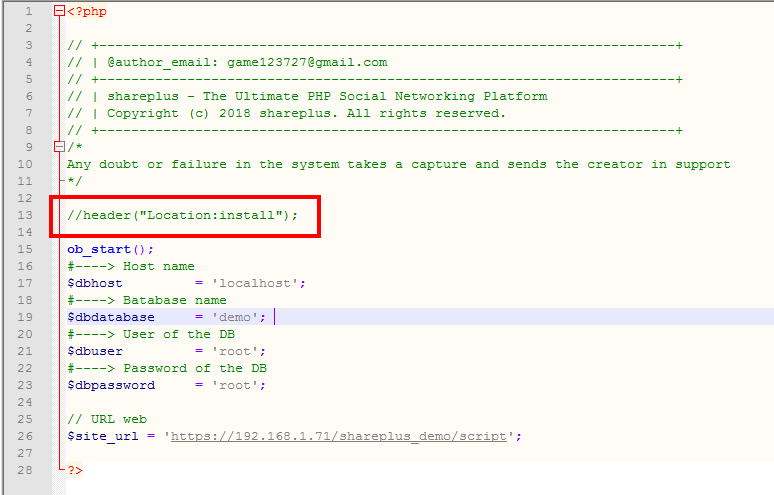 1 <?php
2
3 // +------------------------------------------------------------------------+
4 // | @author_email: game123727@gmail.com
5 // +------------------------------------------------------------------------+
6 // | shareplus - The Ultimate PHP Social Networking Platform
7 // | Copyright (c) 2018 shareplus. All rights reserved.
8 // +------------------------------------------------------------------------+
9 /*
10 Any doubt or failure in the system takes a capture and sends the creator in support
11 */
12
13 //header("Location:install");
14
15 ob_start();
16 #----> Host name
17 $dbhost         = 'localhost';
18 #----> Batabase name
19 $dbdatabase     = 'demo';
20 #----> User of the DB
21 $dbuser         = 'root';
22 #----> Password of the DB
23 $dbpassword     = 'root';
24
25 // URL web
26 $site_url = 'https://192.168.1.71/shareplus_demo/script';
27
28 ?>